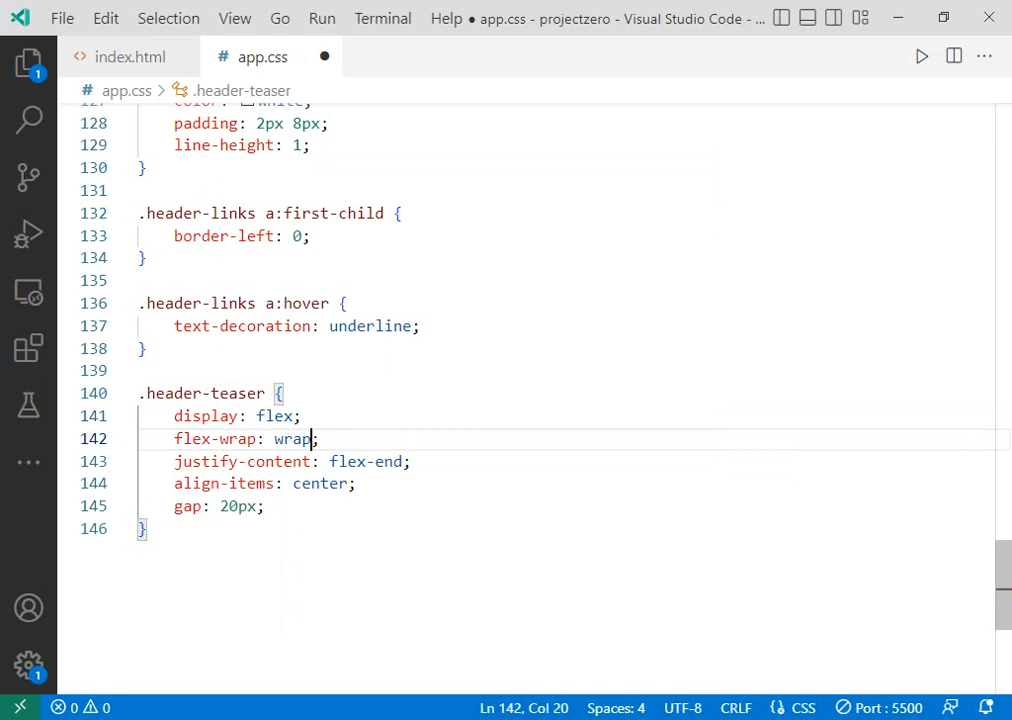 File Edit Selection View Go Run Terminal Help ● app.css - projectzero - Visual Studio Code - ...
<> index.html # app.css ●
# app.css > .header-teaser
127 color: white;
128 padding: 2px 8px;
129 line-height: 1;
130 }
131
132 .header-links a:first-child {
133 border-left: 0;
134 }
135
136 .header-links a:hover {
137 text-decoration: underline;
138 }
139
140 .header-teaser {
141 display: flex;
142 flex-wrap: wrap;
143 justify-content: flex-end;
144 align-items: center;
145 gap: 20px;
146 }
1
1
0 0 Ln 142, Col 20 Spaces: 4 UTF-8 CRLF {} CSS Port : 5500